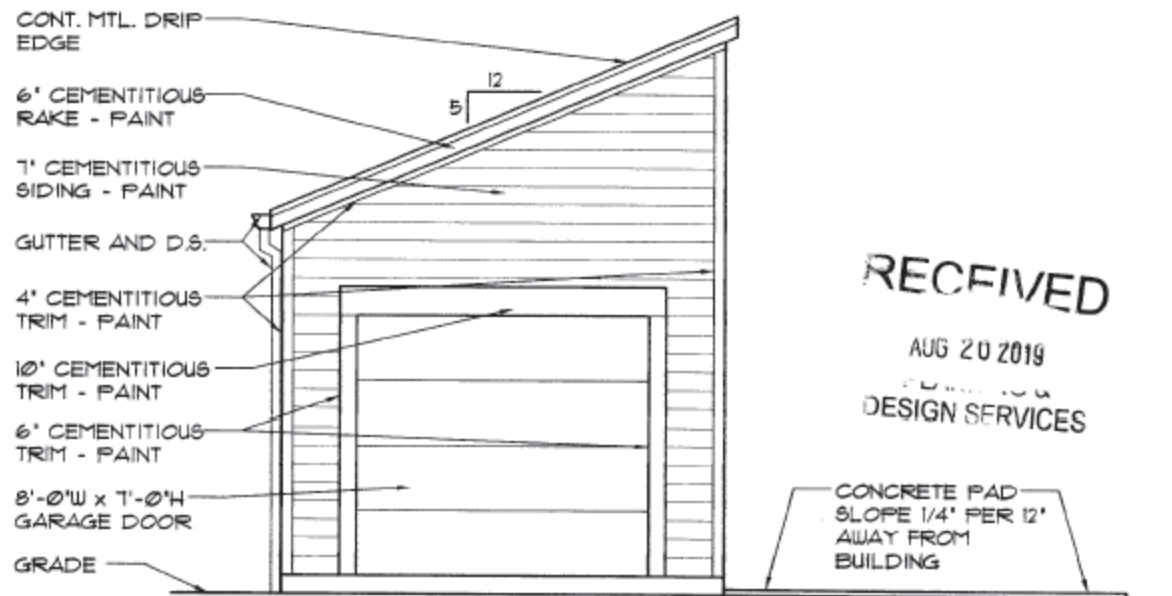 CONT. MTL. DRIP
EDGE
12
5
6" CEMENTITIOUS
RAKE - PAINT
7" CEMENTITIOUS
SIDING - PAINT
GUTTER AND D.S.
4" CEMENTITIOUS
TRIM - PAINT
10" CEMENTITIOUS
TRIM - PAINT
6" CEMENTITIOUS
TRIM - PAINT
8'-0"W x 7'-0"H
GARAGE DOOR
GRADE
RECEIVED
AUG 20 2019
&
DESIGN SERVICES
CONCRETE PAD
SLOPE 1/4" PER 12"
AWAY FROM
BUILDING